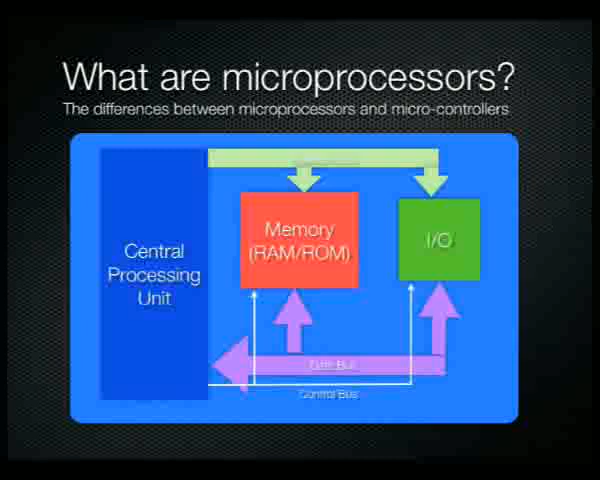 What are microprocessors?
The differences between microprocessors and micro-controllers
Memory
(RAM/ROM)
I/O
Central
Processing
Unit
Data Bus
Control Bus